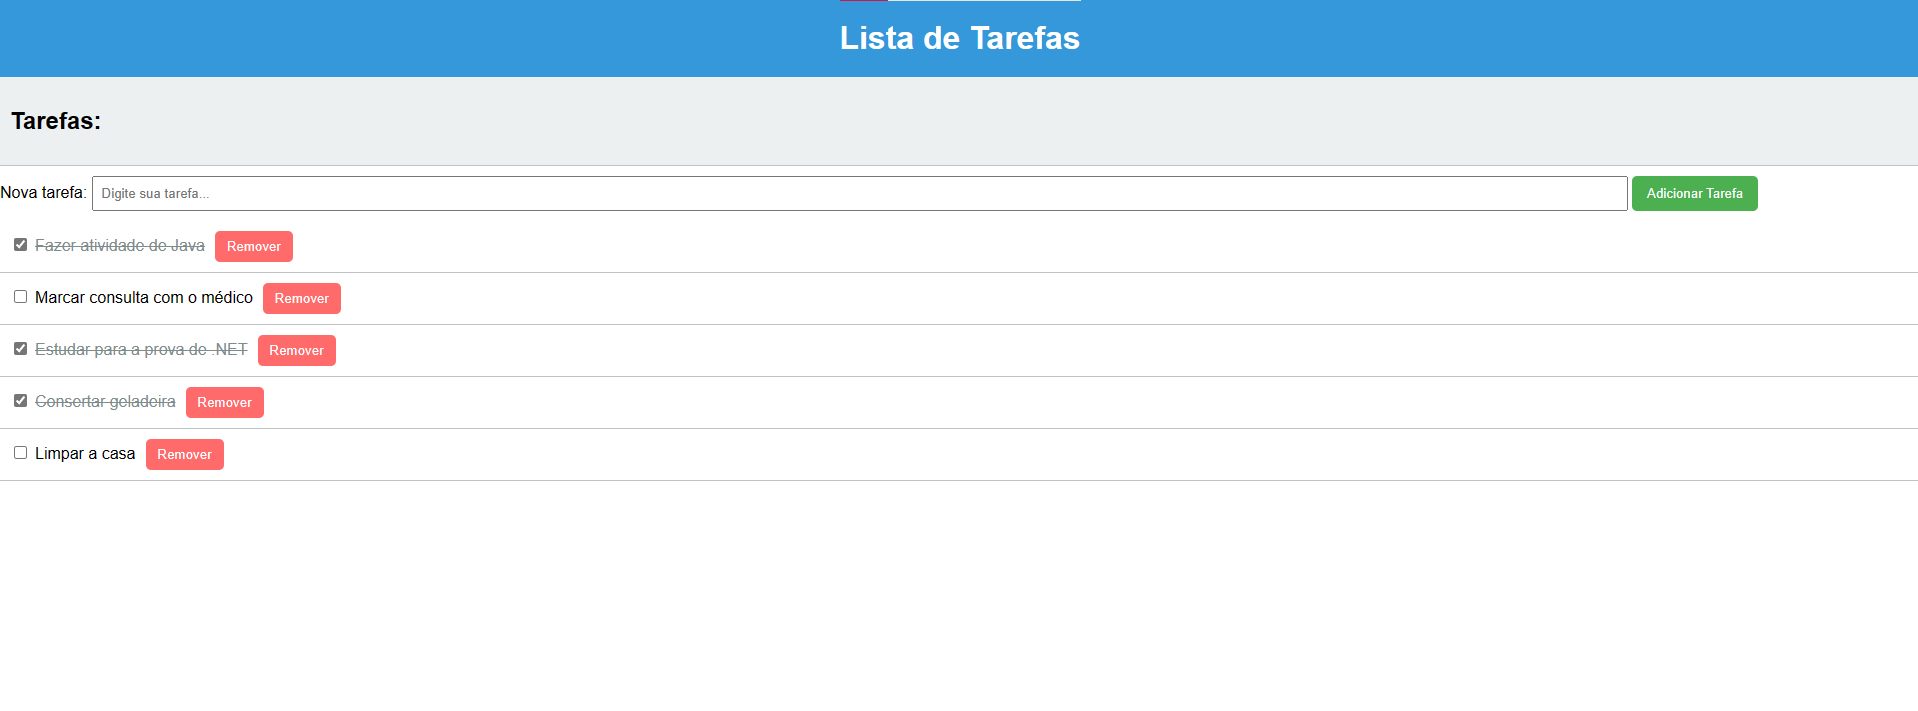 Lista de Tarefas
Tarefas:
Nova tarefa: Digite sua tarefa... Adicionar Tarefa
Fazer atividade de Java Remover
Marcar consulta com o médico Remover
Estudar para a prova de .NET Remover
Consertar geladeira Remover
Limpar a casa Remover